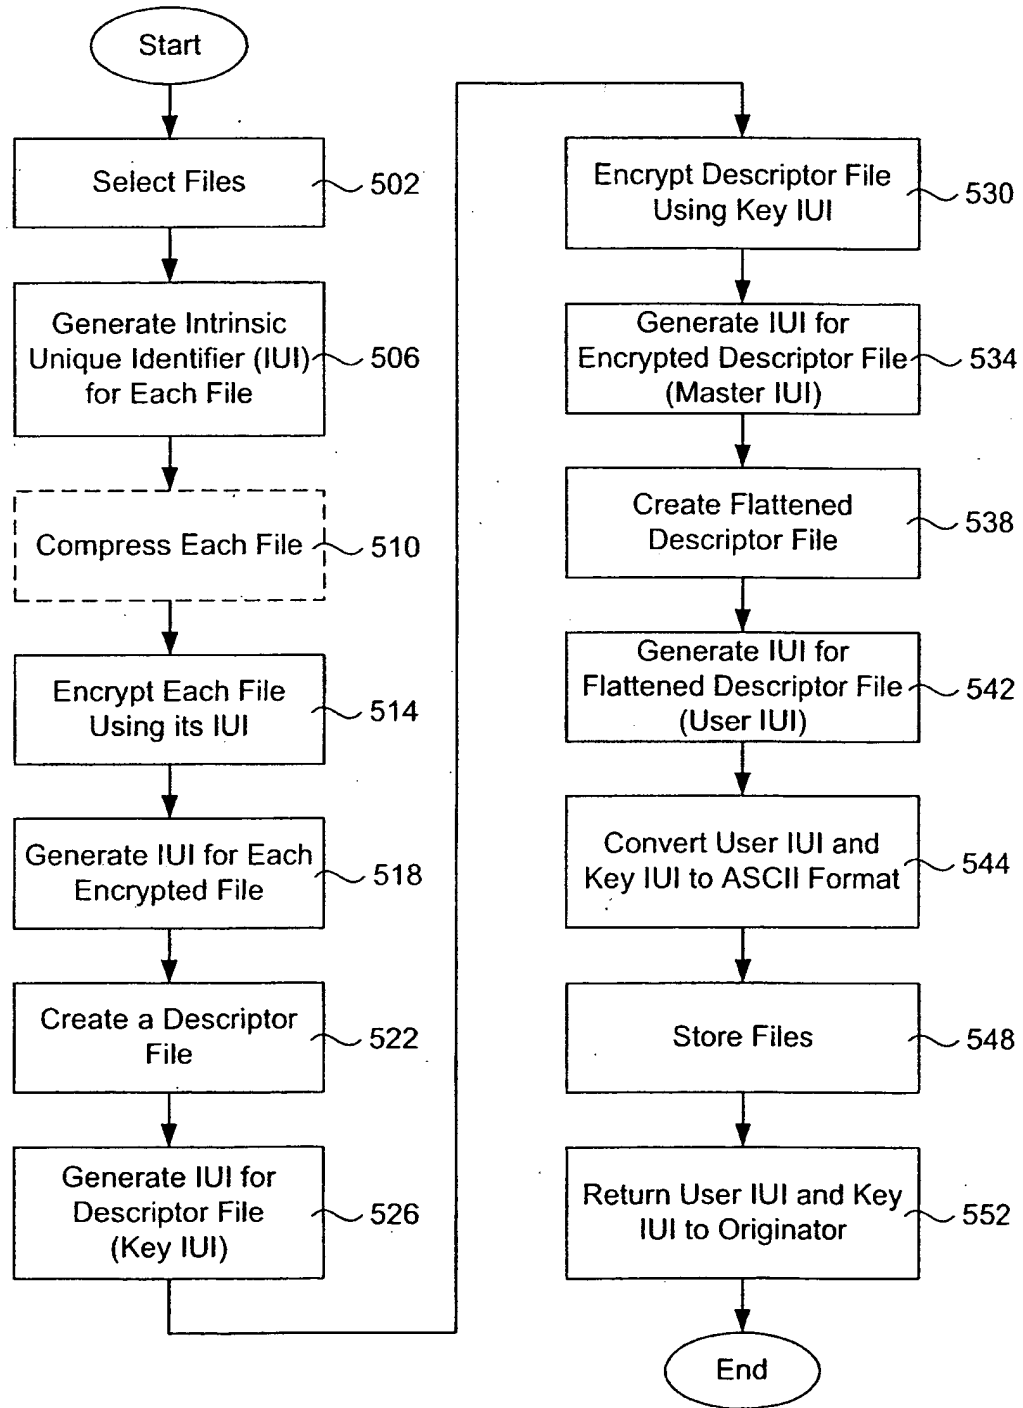 Start
Select Files
502
Generate Intrinsic
Unique Identifier (IUI)
for Each File
506
Compress Each File
510
Encrypt Each File
Using its IUI
514
Generate IUI for Each
Encrypted File
518
Create a Descriptor
File
522
Generate IUI for
Descriptor File
(Key IUI)
526
Encrypt Descriptor File
Using Key IUI
530
Generate IUI for
Encrypted Descriptor File
(Master IUI)
534
Create Flattened
Descriptor File
538
Generate IUI for
Flattened Descriptor File
(User IUI)
542
Convert User IUI and
Key IUI to ASCII Format
544
Store Files
548
Return User IUI and Key
IUI to Originator
552
End